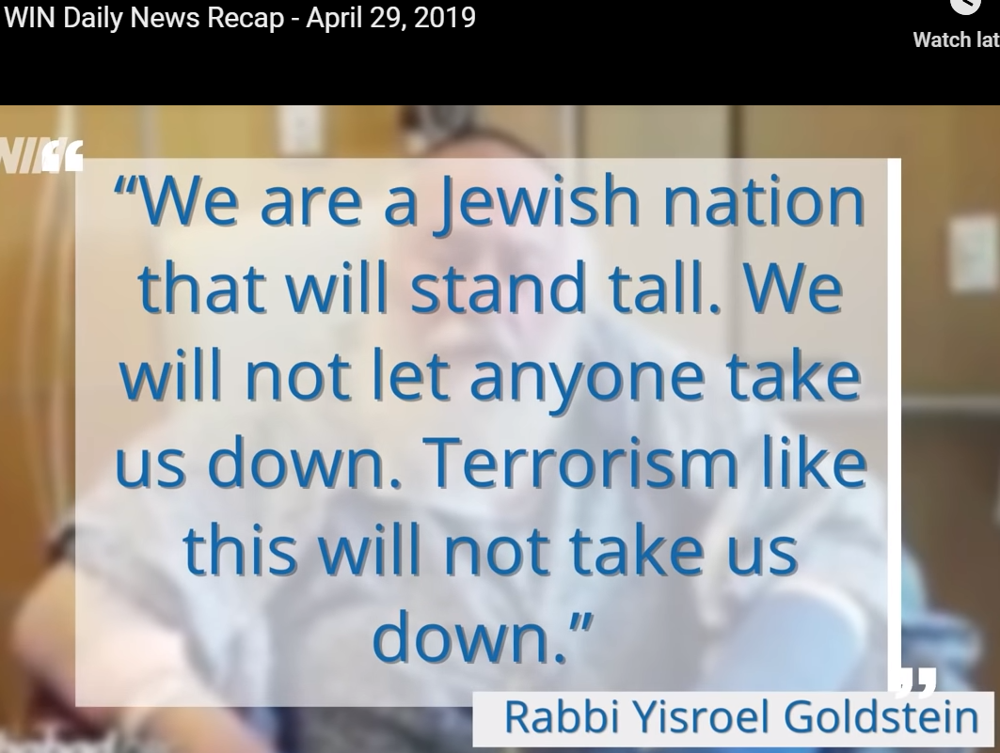 WIN Daily News Recap - April 29, 2019
Watch lat
WIN
“We are a Jewish nation
that will stand tall. We
will not let anyone take
us down. Terrorism like
this will not take us
down.”
Rabbi Yisroel Goldstein